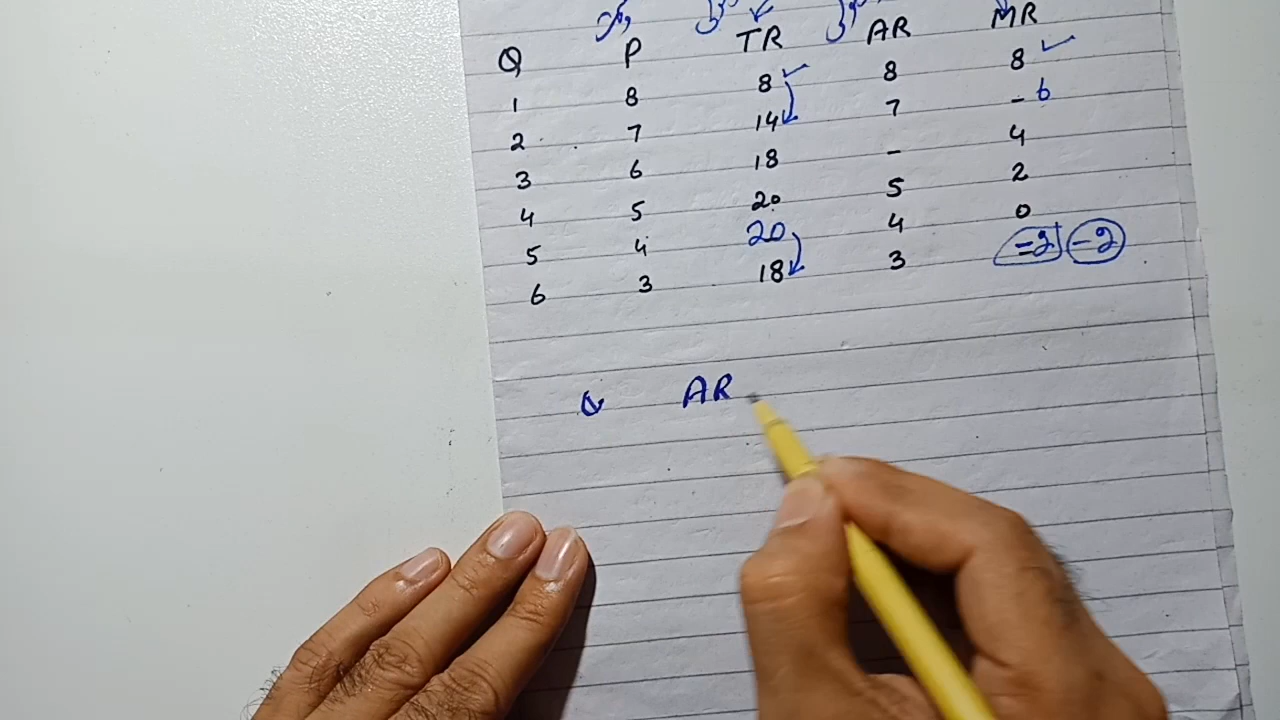 Q P TR AR MR
1 8 8 8 8
2 7 14 7 - 6
3 6 18 - 4
4 5 20 5 2
5 4 20 4 0
6 3 18 3 =2 -2
AR